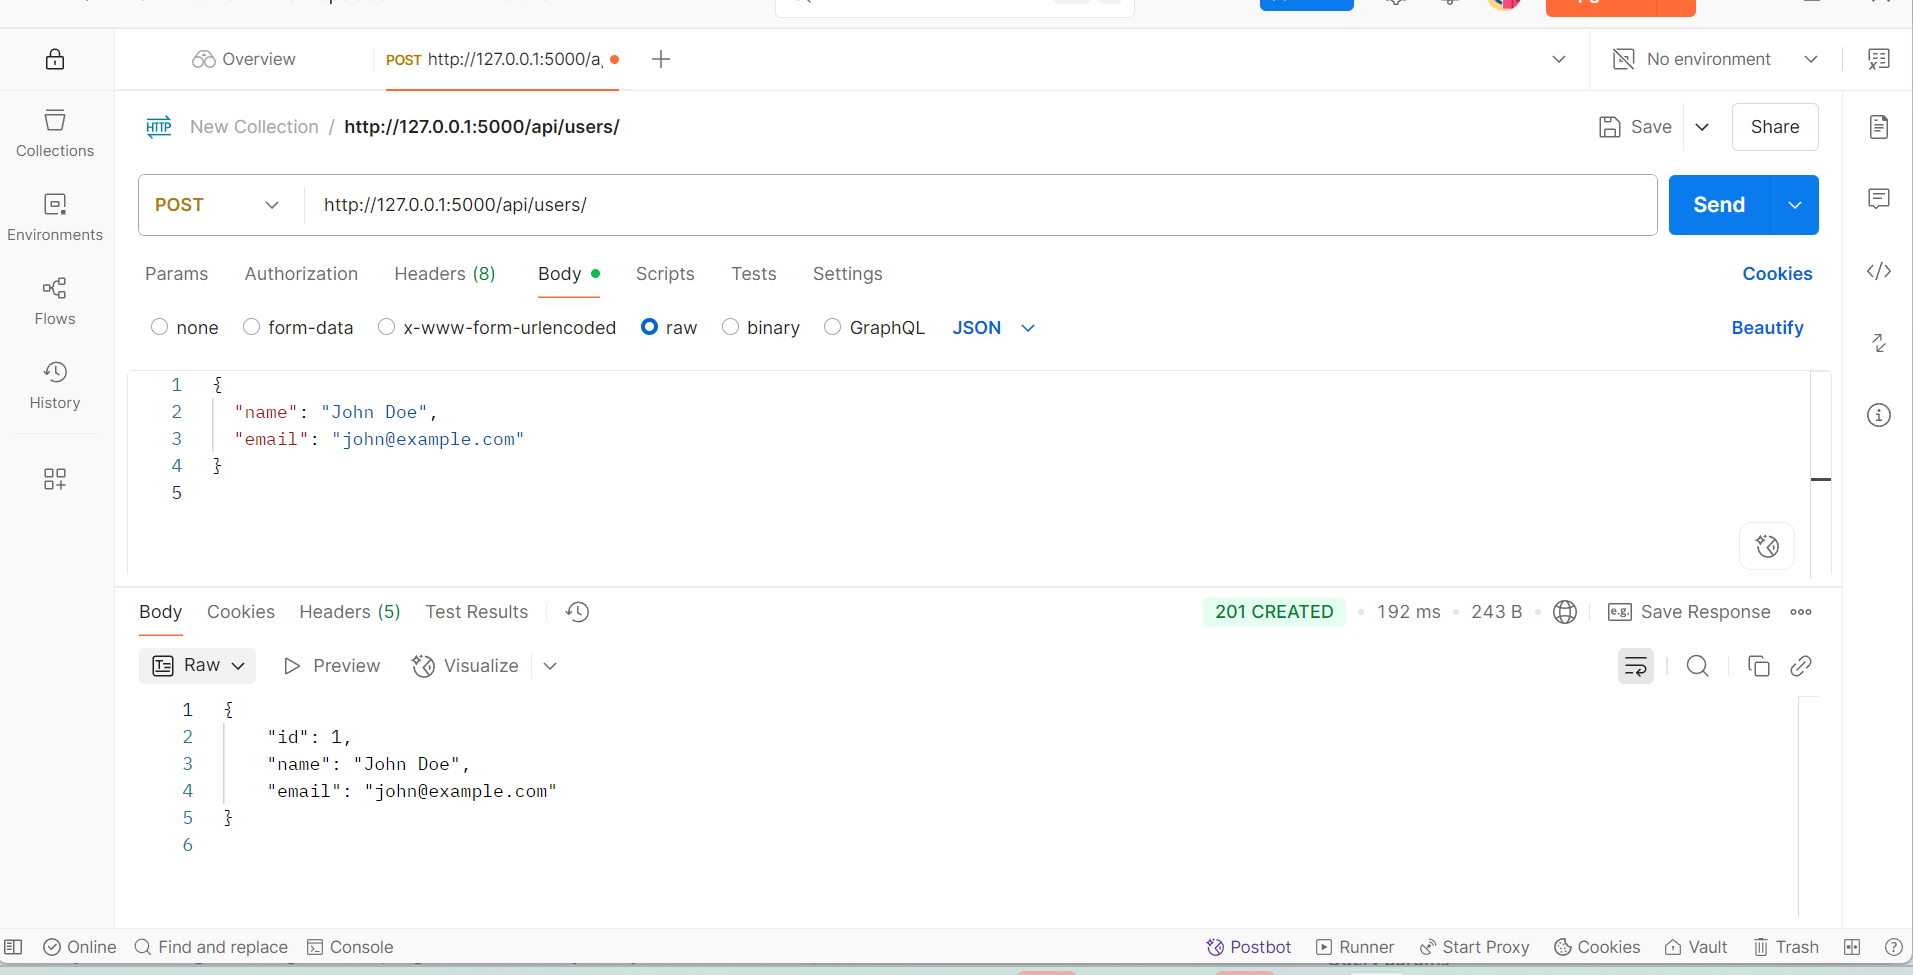 Overview
POST http://127.0.0.1:5000/a
No environment
Collections
Environments
Flows
History
HTTP New Collection / http://127.0.0.1:5000/api/users/
Save
Share
POST
http://127.0.0.1:5000/api/users/
Send
Params Authorization Headers (8) Body Scripts Tests Settings
Cookies
none form-data x-www-form-urlencoded raw binary GraphQL JSON
Beautify
1 {
2 "name": "John Doe",
3 "email": "john@example.com"
4 }
5
Body Cookies Headers (5) Test Results
201 CREATED 192 ms 243 B e.g. Save Response
Raw Preview Visualize
1 {
2 "id": 1,
3 "name": "John Doe",
4 "email": "john@example.com"
5 }
6
Online Find and replace Console
Postbot Runner Start Proxy Cookies Vault Trash